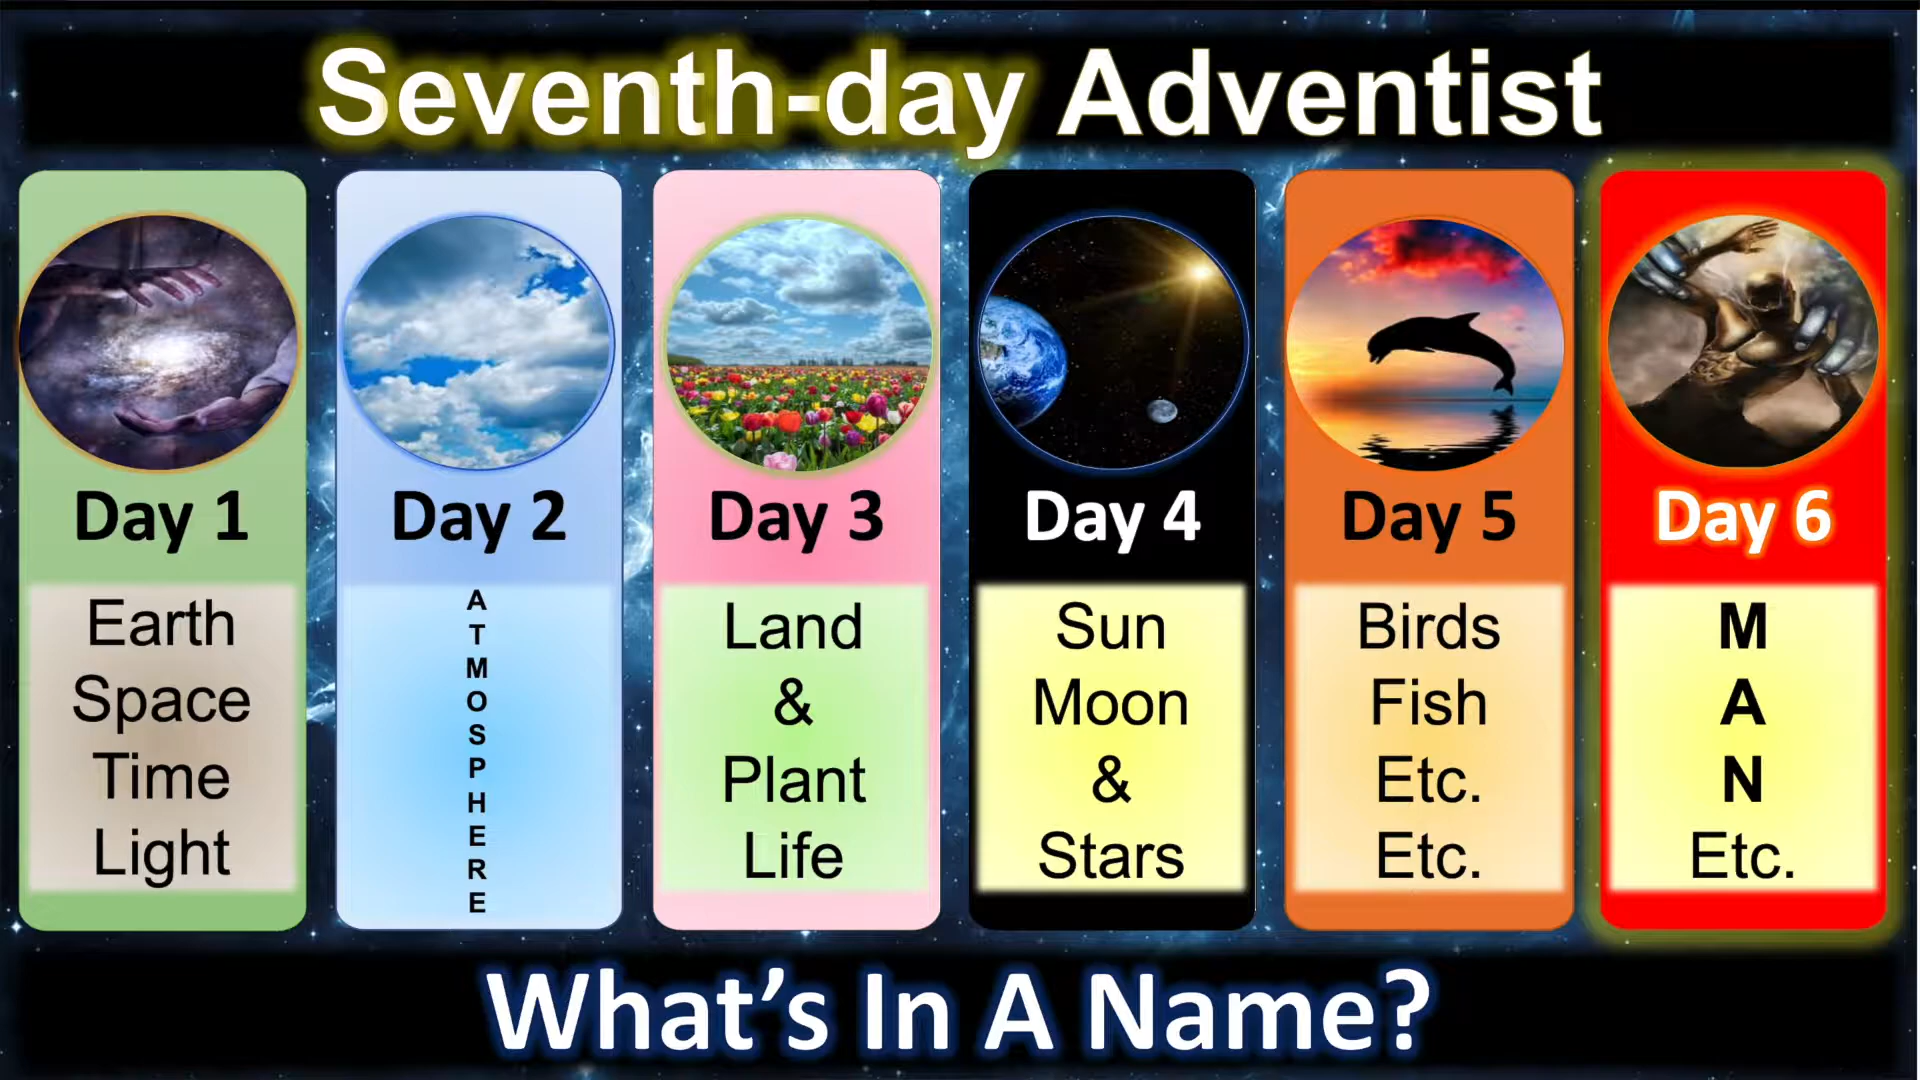 Seventh-day Adventist
Day 1
Earth
Space
Time
Light
Day 2
A
T
M
O
S
P
H
E
R
E
Day 3
Land
&
Plant
Life
Day 4
Sun
Moon
&
Stars
Day 5
Birds
Fish
Etc.
Etc.
Day 6
M
A
N
Etc.
What's In A Name?